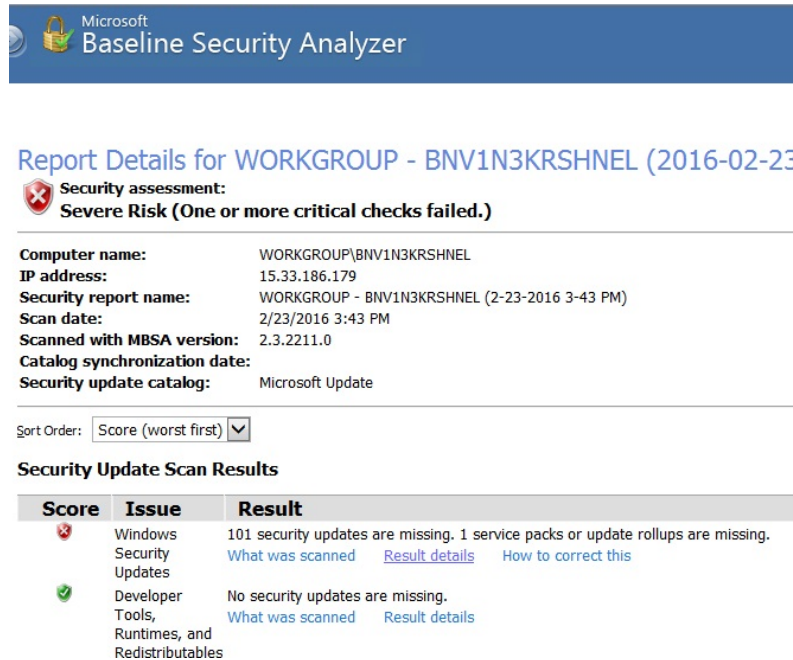 Microsoft
Baseline Security Analyzer
Report Details for WORKGROUP - BNV1N3KRSHNEL (2016-02-23
Security assessment:
Severe Risk (One or more critical checks failed.)
Computer name: WORKGROUP\BNV1N3KRSHNEL
IP address: 15.33.186.179
Security report name: WORKGROUP - BNV1N3KRSHNEL (2-23-2016 3-43 PM)
Scan date: 2/23/2016 3:43 PM
Scanned with MBSA version: 2.3.2211.0
Catalog synchronization date:
Security update catalog: Microsoft Update
Sort Order: Score (worst first)
Security Update Scan Results
Score Issue Result
Windows 101 security updates are missing. 1 service packs or update rollups are missing.
Security What was scanned Result details How to correct this
Updates
Developer No security updates are missing.
Tools, What was scanned Result details
Runtimes, and
Redistributables